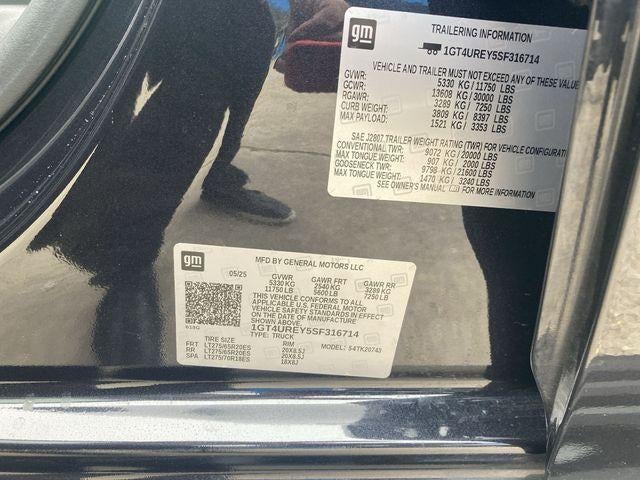 gm
TRAILERING INFORMATION
1GT4UREY5SF316714
VEHICLE AND TRAILER MUST NOT EXCEED ANY OF THESE VALUES
GVWR: 5330 KG / 11750 LBS
GCWR: 13608 KG / 30000 LBS
RGAWR: 3289 KG / 7250 LBS
CURB WEIGHT: 3809 KG / 8397 LBS
MAX PAYLOAD: 1521 KG / 3353 LBS
SAE J2807 TRAILER WEIGHT RATING (TWR) FOR VEHICLE CONFIGURATI
CONVENTIONAL TWR: 9072 KG / 20000 LBS
MAX TONGUE WEIGHT: 907 KG / 2000 LBS
GOOSENECK TWR: 9798 KG / 21600 LBS
MAX TONGUE WEIGHT: 1470 KG / 3240 LBS
SEE OWNER'S MANUAL FOR MORE INFORMATION
gm
MFD BY GENERAL MOTORS LLC
05/25 GVWR GAWR FRT GAWR RR
5330 KG 2540 KG 3289 KG
11750 LB 5600 LB 7250 LB
THIS VEHICLE CONFORMS TO ALL APPLICABLE
U.S. FEDERAL MOTOR
VEHICLE SAFETY STANDARDS IN EFFECT ON
THE DATE OF MANUFACTURE
SHOWN ABOVE.
1GT4UREY5SF316714
TYPE: TRUCK MODEL: 54TK20743
TIRE SIZE RIM
FRT LT275/65R20ES 20X8.5J
RR LT275/65R20ES 20X8.5J
SPA LT275/70R18ES 18X8J